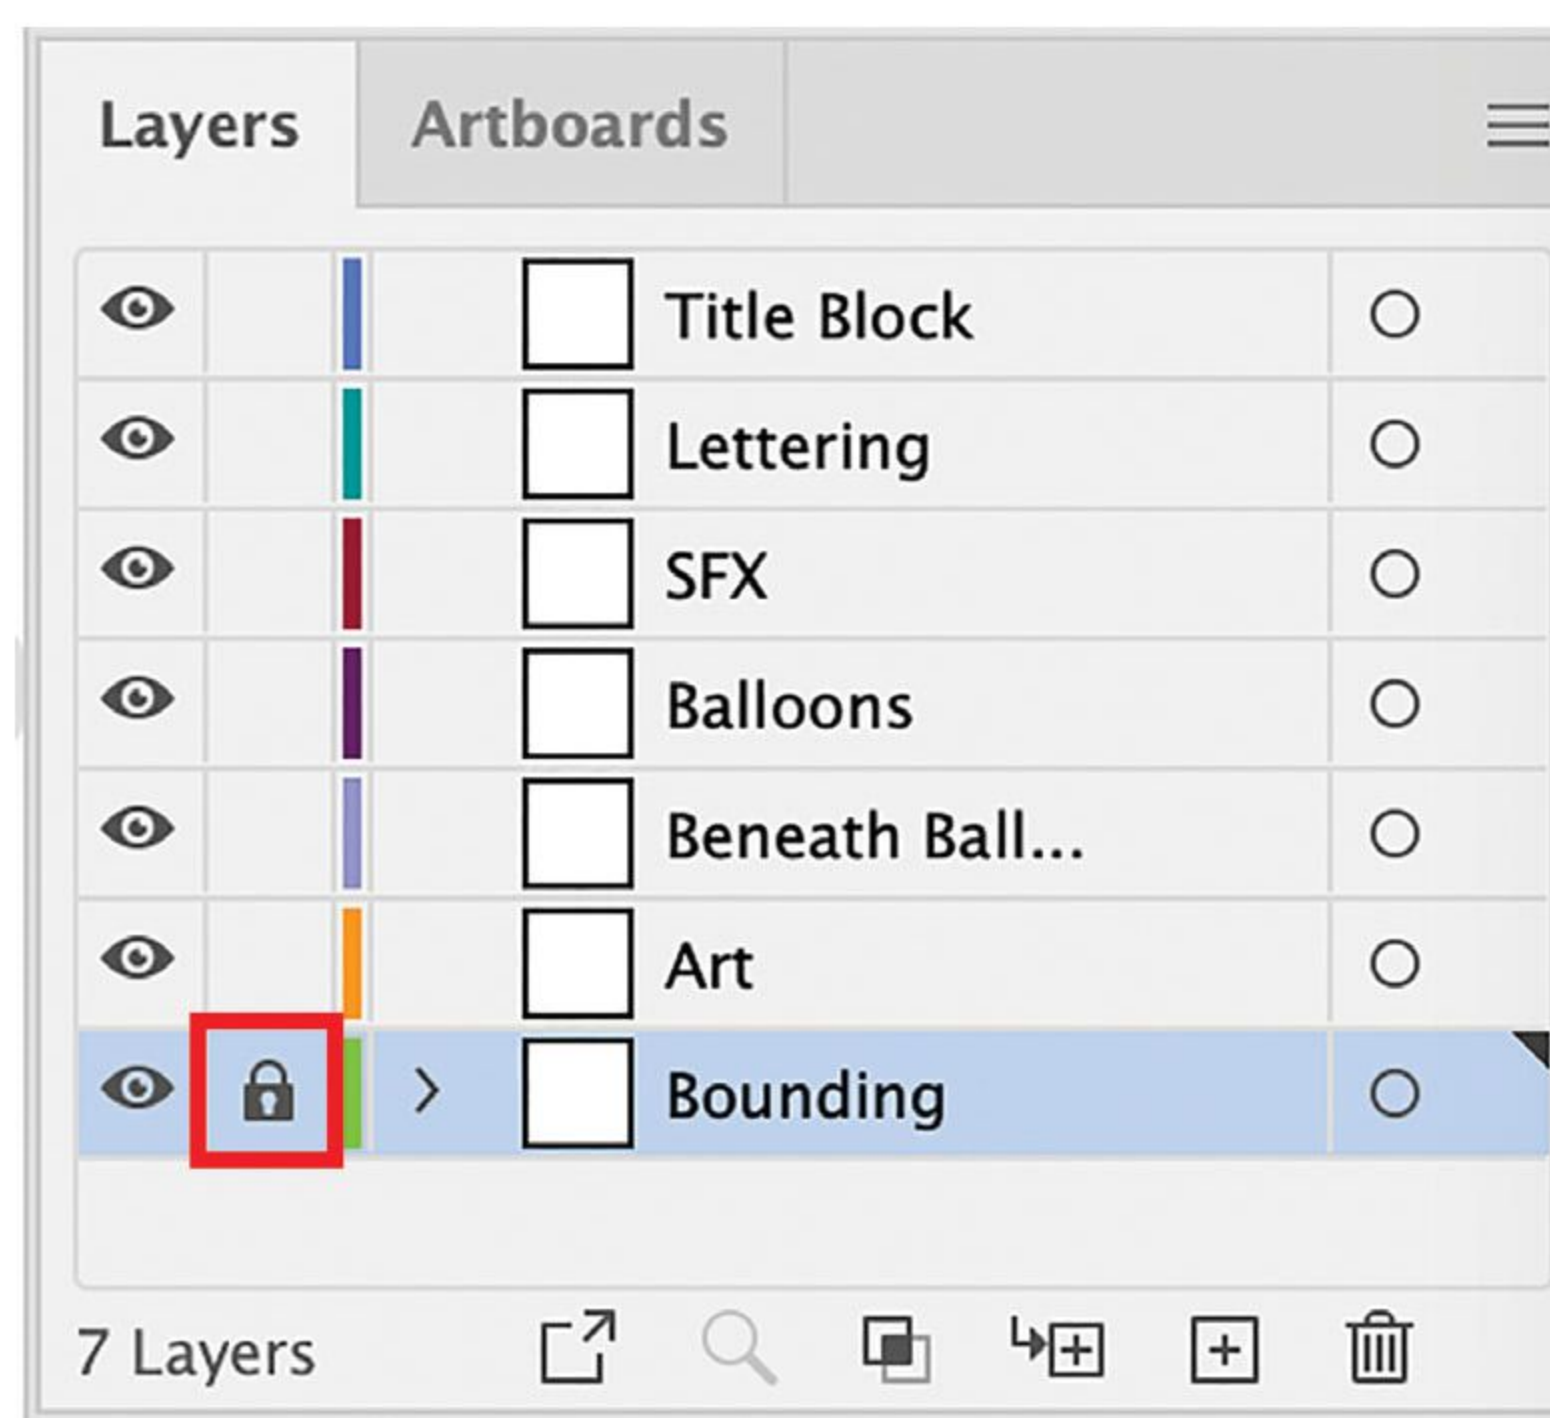 Layers Artboards
Title Block
Lettering
SFX
Balloons
Beneath Ball...
Art
Bounding
7 Layers